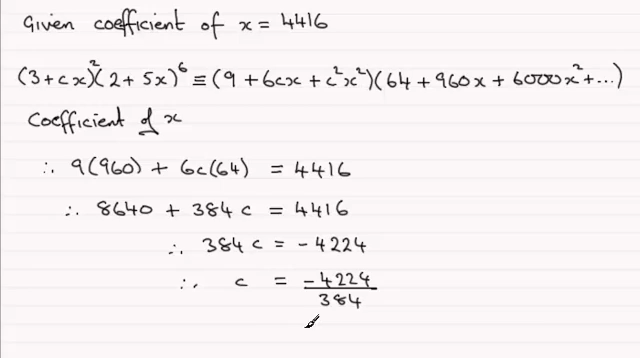 Given coefficient of x = 4416
(3 + cx)²(2 + 5x)⁶ ≡ (9 + 6cx + c²x²)(64 + 960x + 6000x² + ...)
Coefficient of x
∴ 9(960) + 6c(64) = 4416
∴ 8640 + 384c = 4416
∴ 384c = -4224
∴ c = -4224/384